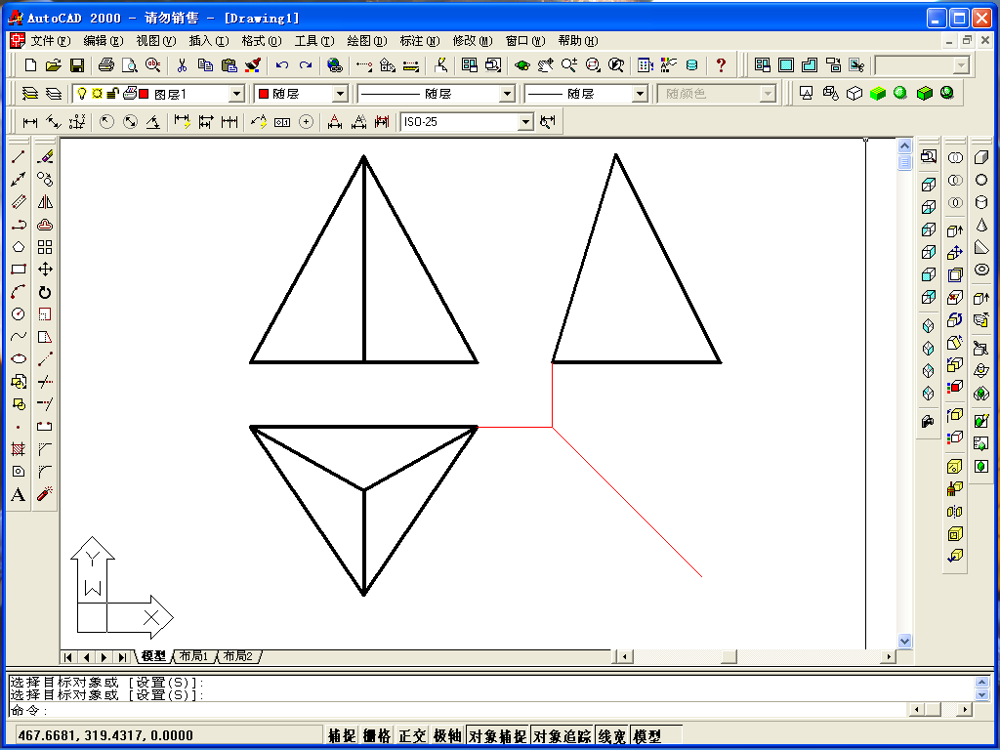 AutoCAD 2000 - 请勿销售 - [Drawing1]
文件(F) 编辑(E) 视图(V) 插入(I) 格式(O) 工具(T) 绘图(D) 标注(N) 修改(M) 窗口(W) 帮助(H)
图层1 随层 随层 随层 随颜色
ISO-25
A
Y
W
X
模型 布局1 布局2
选择目标对象或 [设置(S)]:
选择目标对象或 [设置(S)]:
命令:
467.6681, 319.4317, 0.0000 捕捉 栅格 正交 极轴 对象捕捉 对象追踪 线宽 模型